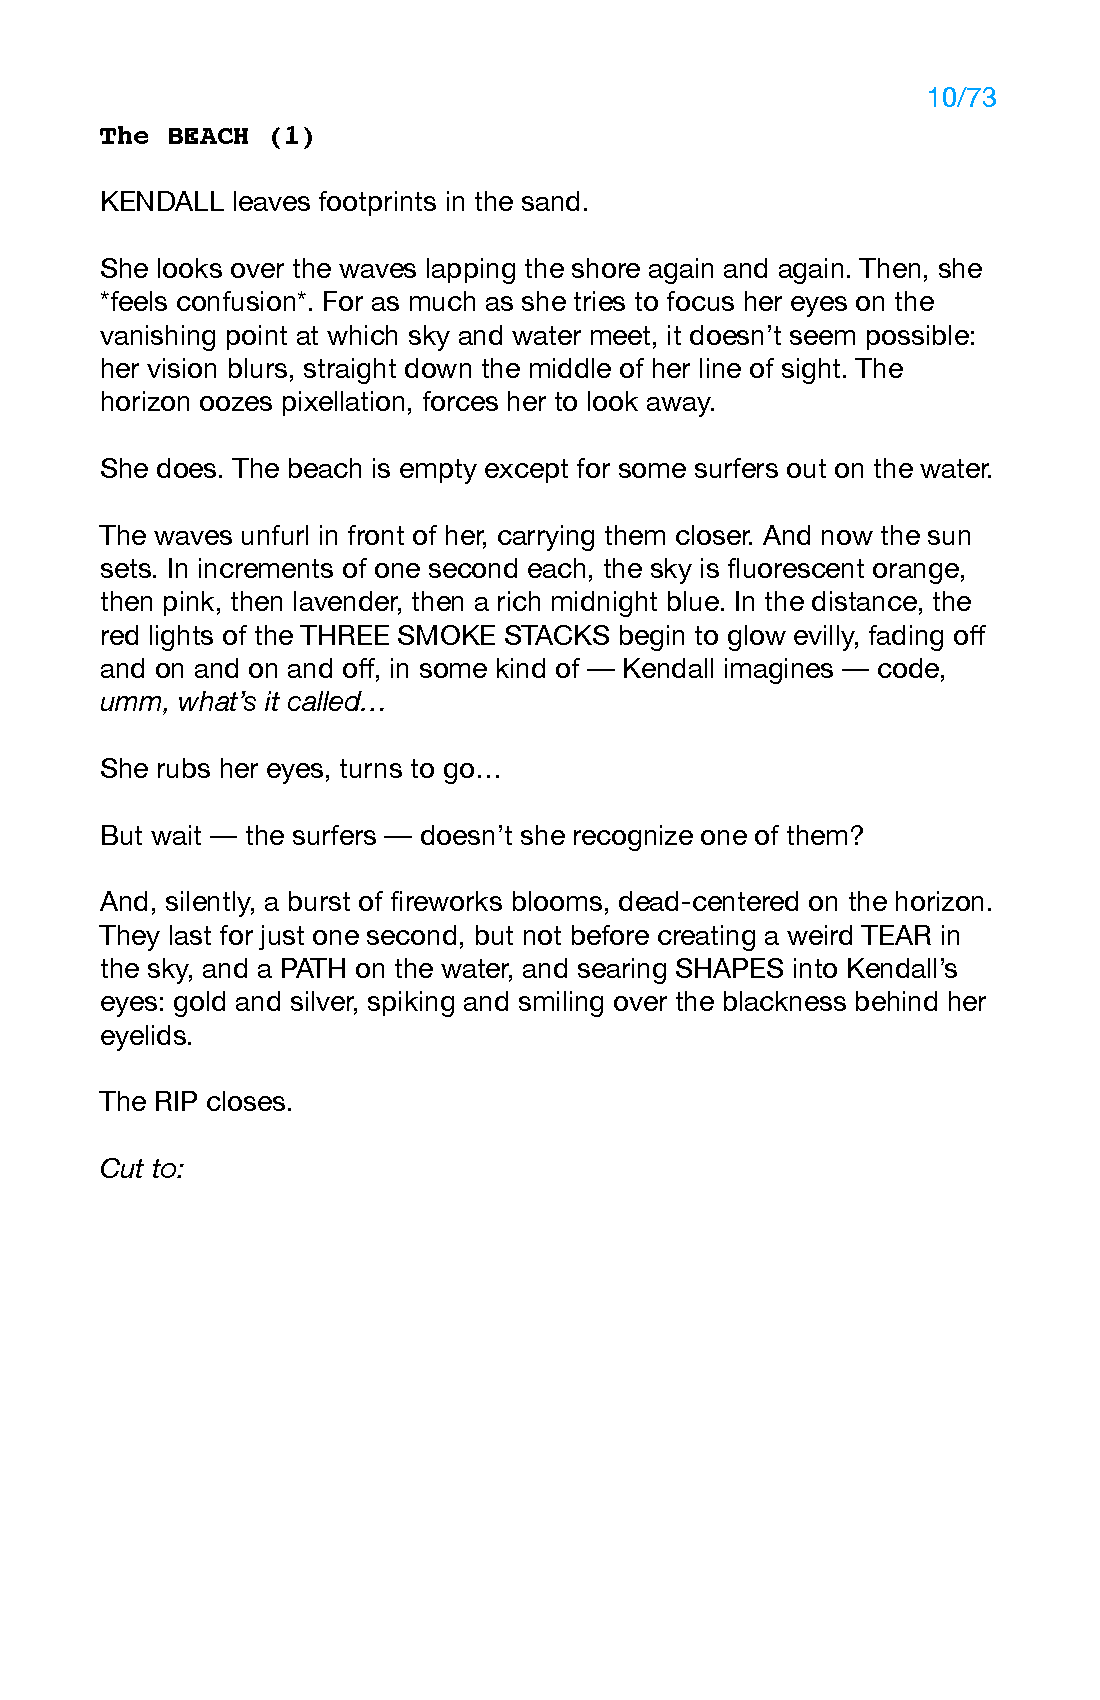 10/73
The BEACH (1)
KENDALL leaves footprints in the sand.
She looks over the waves lapping the shore again and again. Then, she
*feels confusion*. For as much as she tries to focus her eyes on the
vanishing point at which sky and water meet, it doesn’t seem possible:
her vision blurs, straight down the middle of her line of sight. The
horizon oozes pixellation, forces her to look away.
She does. The beach is empty except for some surfers out on the water.
The waves unfurl in front of her, carrying them closer. And now the sun
sets. In increments of one second each, the sky is fluorescent orange,
then pink, then lavender, then a rich midnight blue. In the distance, the
red lights of the THREE SMOKE STACKS begin to glow evilly, fading off
and on and on and off, in some kind of — Kendall imagines — code,
umm, what’s it called…
She rubs her eyes, turns to go…
But wait — the surfers — doesn’t she recognize one of them?
And, silently, a burst of fireworks blooms, dead-centered on the horizon.
They last for just one second, but not before creating a weird TEAR in
the sky, and a PATH on the water, and searing SHAPES into Kendall’s
eyes: gold and silver, spiking and smiling over the blackness behind her
eyelids.
The RIP closes.
Cut to: